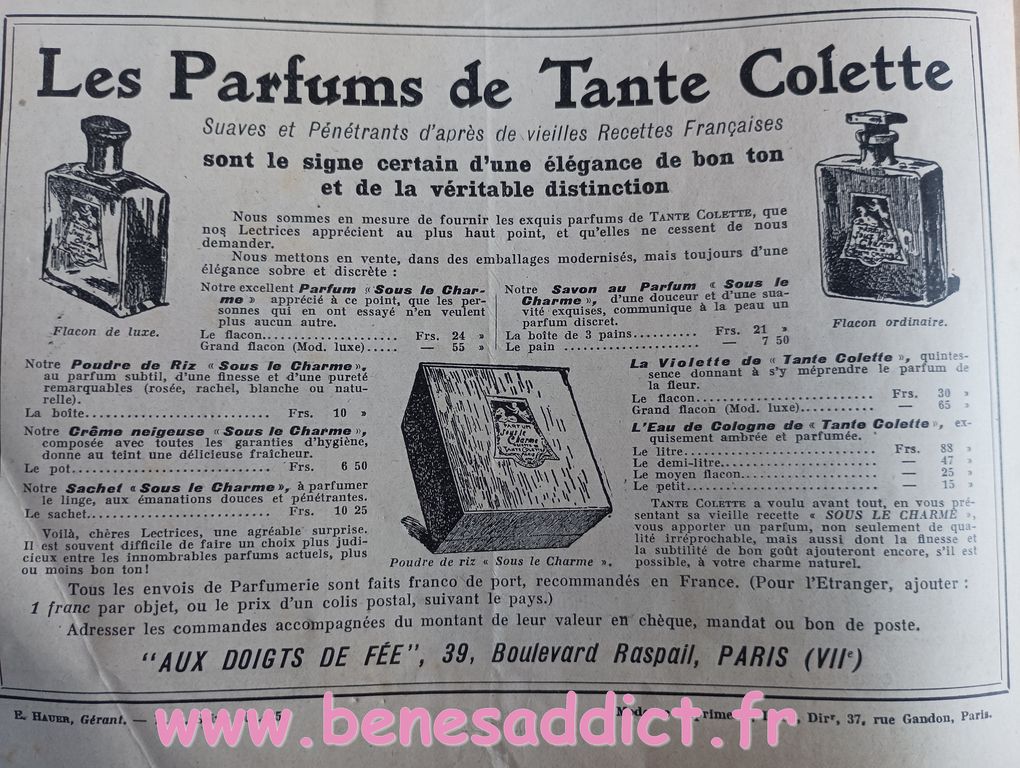 Les Parfums de Tante Colette
Suaves et Pénétrants d'après de vieilles Recettes Françaises
sont le signe certain d'une élégance de bon ton
et de la véritable distinction
Nous sommes en mesure de fournir les exquis parfums de TANTE COLETTE, que
nos Lectrices apprécient au plus haut point, et qu'elles ne cessent de nous
demander.
Nous mettons en vente, dans des emballages modernisés, mais toujours d'une
élégance sobre et discrète :
Flacon de luxe.
Notre excellent Parfum « Sous le Char-
me » apprécié à ce point, que les per-
sonnes qui en ont essayé n'en veulent
plus aucun autre.
Le flacon............ Frs. 24 »
Grand flacon (Mod. luxe)..... — 55 »
Notre Savon au Parfum « Sous le
Charme », d'une douceur et d'une sua-
vité exquises, communique à la peau un
parfum discret.
La boîte de 3 pains.......... Frs. 21 »
Le pain .................. — 7 50
Flacon ordinaire.
Notre Poudre de Riz « Sous le Charme »,
au parfum subtil, d'une finesse et d'une pureté
remarquables (rosée, rachel, blanche ou natu-
relle).
La boîte............................ Frs. 10 »
Notre Crême neigeuse « Sous le Charme »,
composée avec toutes les garanties d'hygiène,
donne au teint une délicieuse fraîcheur.
Le pot............................ Frs. 6 50
Notre Sachet « Sous le Charme », à parfumer
le linge, aux émanations douces et pénétrantes.
Le sachet............................ Frs. 10 25
Voilà, chères Lectrices, une agréable surprise.
Il est souvent difficile de faire un choix plus judi-
cieux entre les innombrables parfums actuels, plus
ou moins bon ton!
PARFUM
Sous le
Charme
TANTE COLETTE
Poudre de riz « Sous le Charme ».
La Violette de « Tante Colette », quintes-
sence donnant à s'y méprendre le parfum de
la fleur.
Le flacon........................ Frs. 30 »
Grand flacon (Mod. luxe).......... — 65 »
L'Eau de Cologne de « Tante Colette », ex-
quisement ambrée et parfumée.
Le litre........................ Frs. 88 »
Le demi-litre.................... — 47 »
Le moyen flacon.................. — 25 »
Le petit........................ — 15 »
TANTE COLETTE a voulu avant tout, en vous pré-
sentant sa vieille recette « SOUS LE CHARME »,
vous apporter un parfum, non seulement de qua-
lité irréprochable, mais aussi dont la finesse et
la subtilité de bon goût ajouteront encore, s'il est
possible, à votre charme naturel.
Tous les envois de Parfumerie sont faits franco de port, recommandés en France. (Pour l'Etranger, ajouter :
1 franc par objet, ou le prix d'un colis postal, suivant le pays.)
Adresser les commandes accompagnées du montant de leur valeur en chèque, mandat ou bon de poste.
"AUX DOIGTS DE FÉE", 39, Boulevard Raspail, PARIS (VIIe)
E. HAUER, Gérant. — Dirr, 37, rue Gandon, Paris.
www.benesaddict.fr